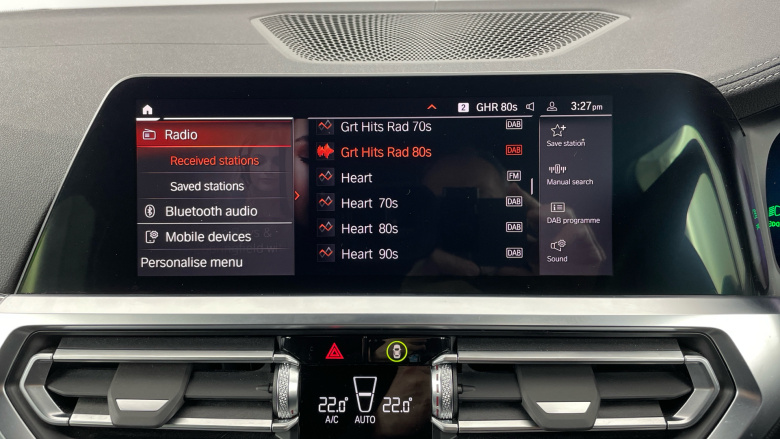 2 GHR 80s 3:27pm
Radio
Received stations
Saved stations
Bluetooth audio
Mobile devices
Personalise menu
Grt Hits Rad 70s DAB
Grt Hits Rad 80s DAB
Heart FM
Heart 70s DAB
Heart 80s DAB
Heart 90s DAB
Save station
Manual search
DAB programme
Sound
22.0° 22.0°
A/C AUTO